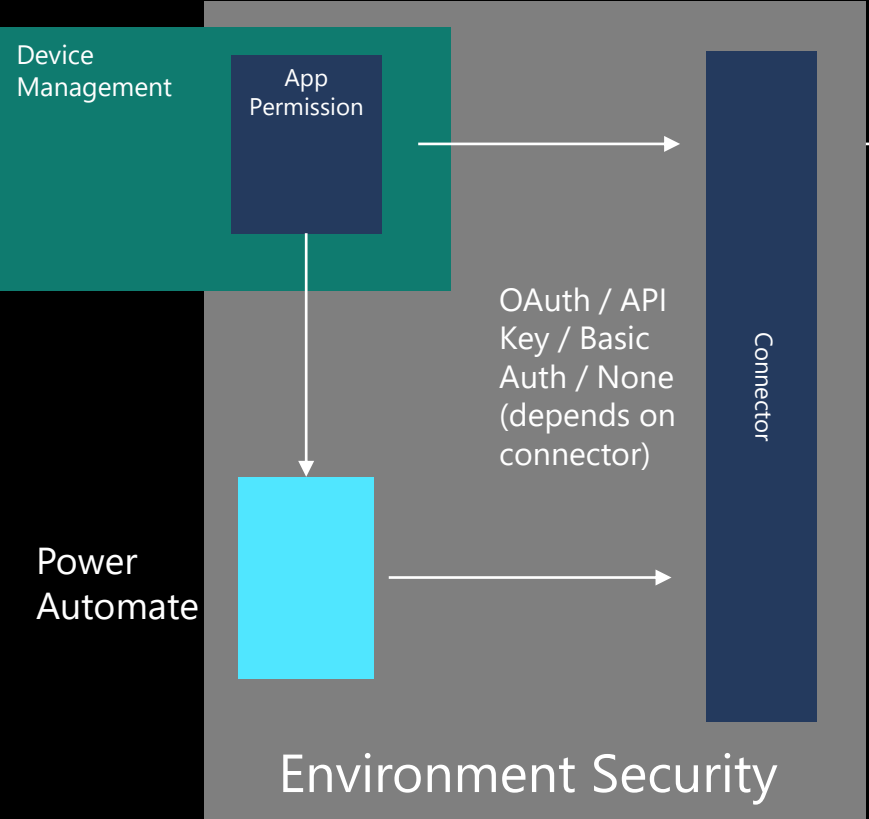 Device
Management
App
Permission
OAuth / API
Key / Basic
Auth / None
(depends on
connector)
Connector
Power
Automate
Environment Security